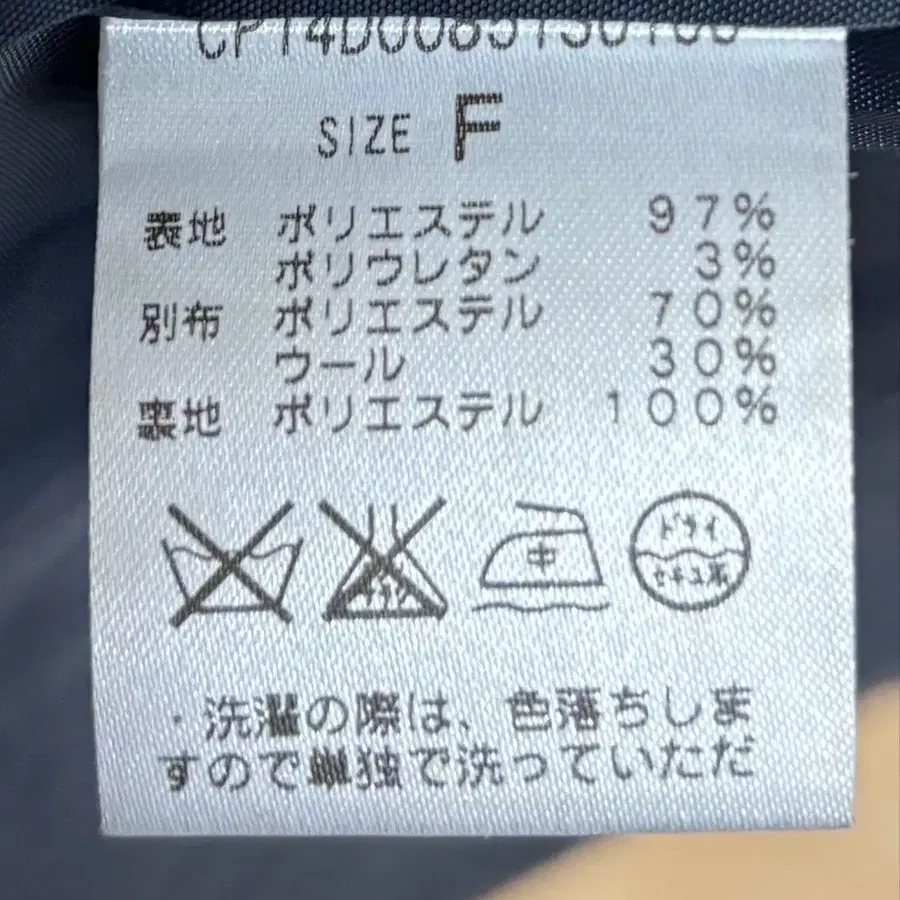 SIZE F
表地 ポリエステル 97%
ポリウレタン 3%
別布 ポリエステル 70%
ウール 30%
裏地 ポリエステル 100%
中
ドライ
セキユ系
・洗濯の際は、色落ちしま
すので単独で洗っていただ